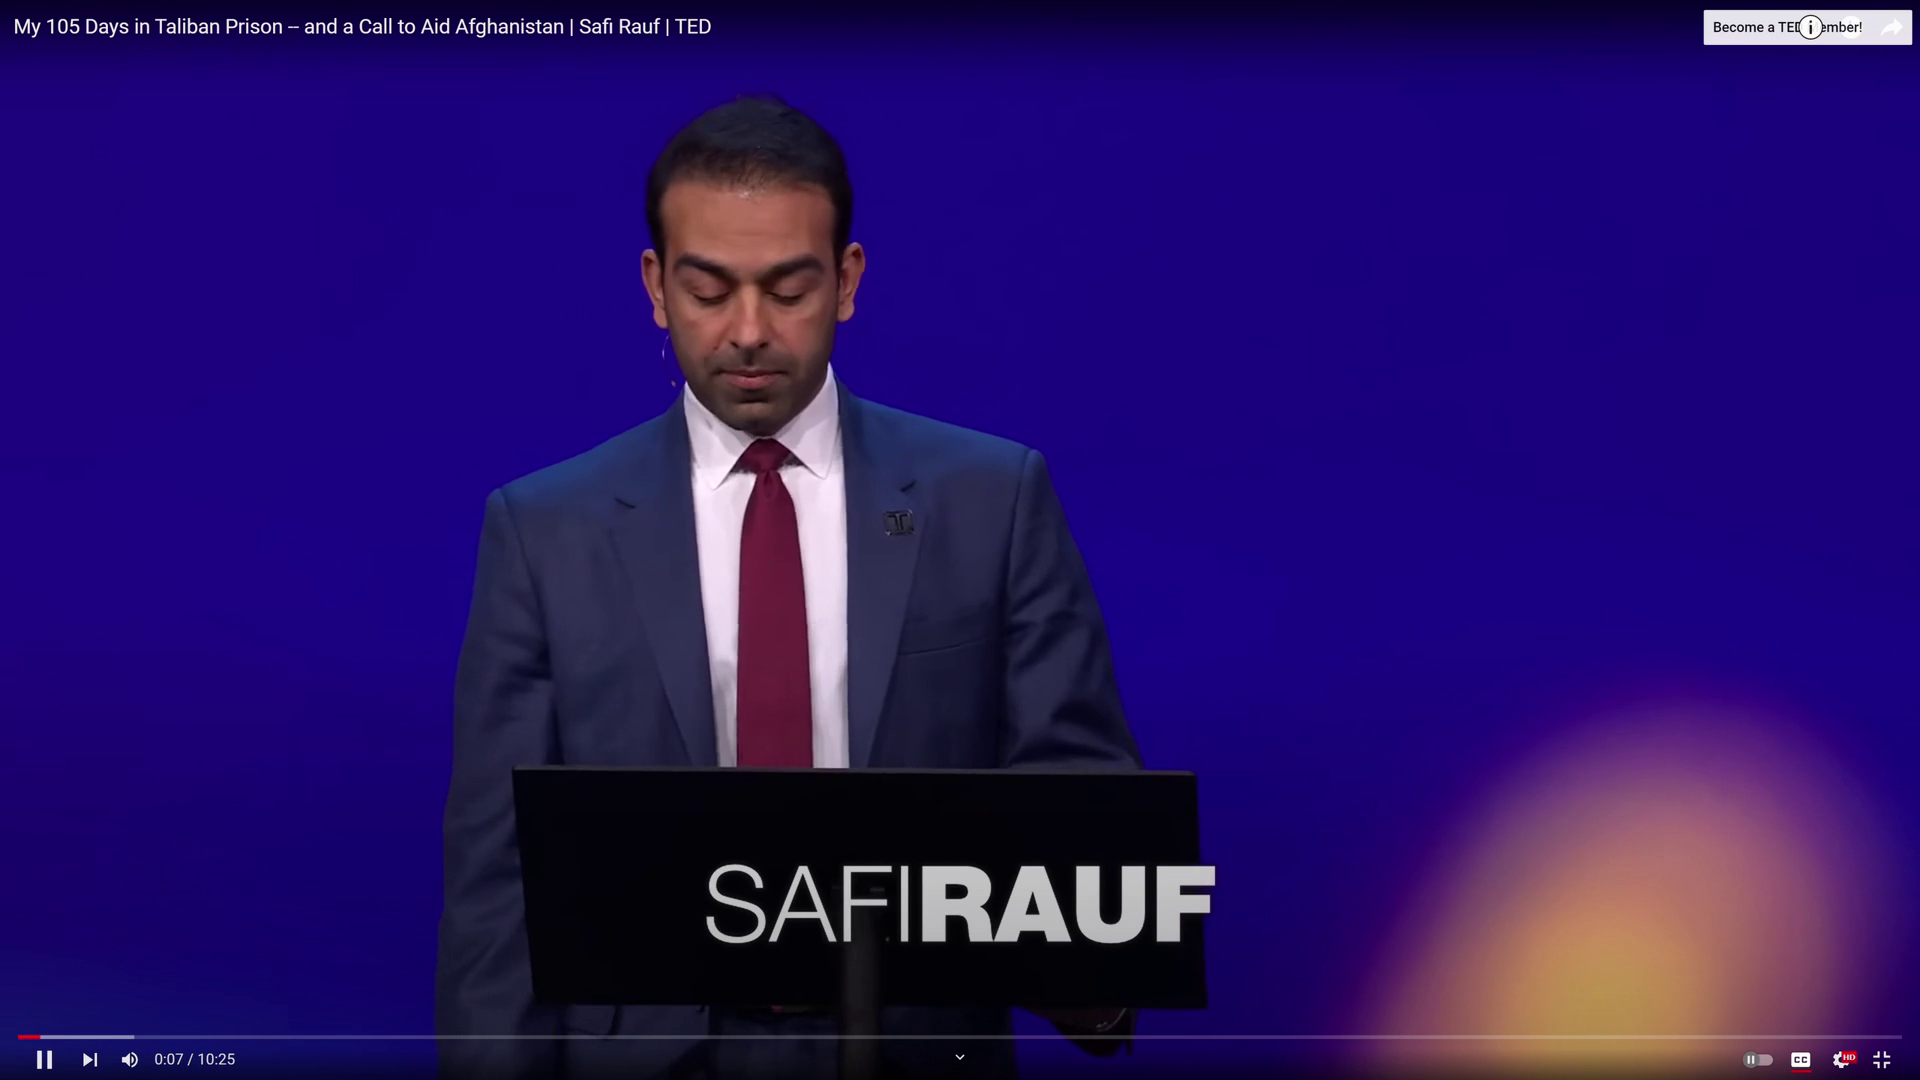 My 105 Days in Taliban Prison -- and a Call to Aid Afghanistan | Safi Rauf | TED
Become a TED ember!
SAFI RAUF
0:07 / 10:25
CC
HD